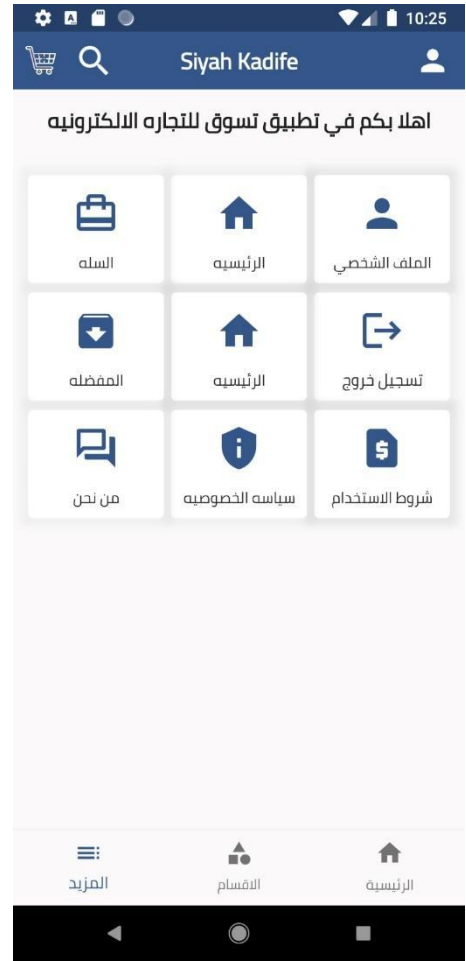 10:25
Siyah Kadife
اهلا بكم في تطبيق تسوق للتجاره الالكترونيه
الملف الشخصي
الرئيسيه
السله
تسجيل خروج
الرئيسيه
المفضله
شروط الاستخدام
سياسه الخصوصيه
من نحن
الرئيسية
الاقسام
المزيد